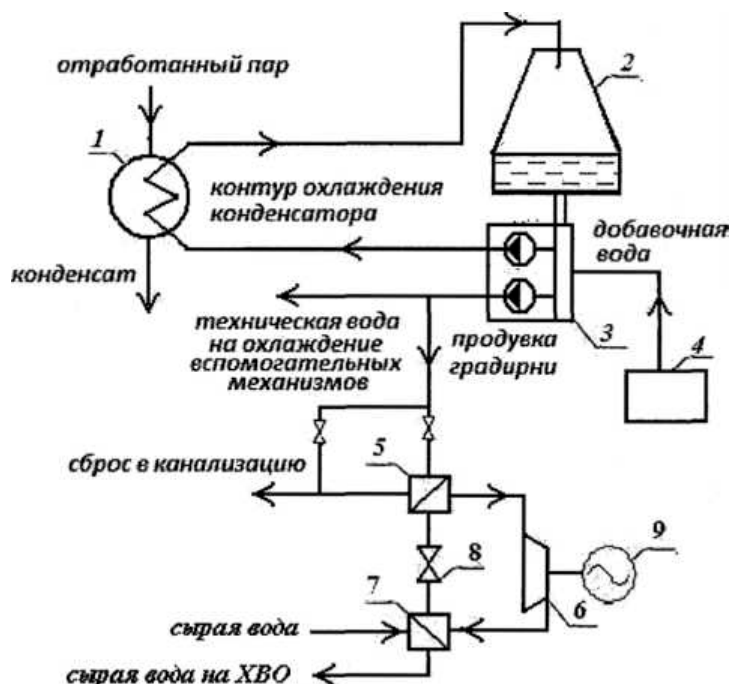 отработанный пар
1
2
контур охлаждения
конденсатора
добавочная
вода
конденсат
3
4
техническая вода
на охлаждение
вспомогательных
механизмов
продувка
градирни
сброс в канализацию
5
8
9
7
6
сырая вода
сырая вода на ХВО